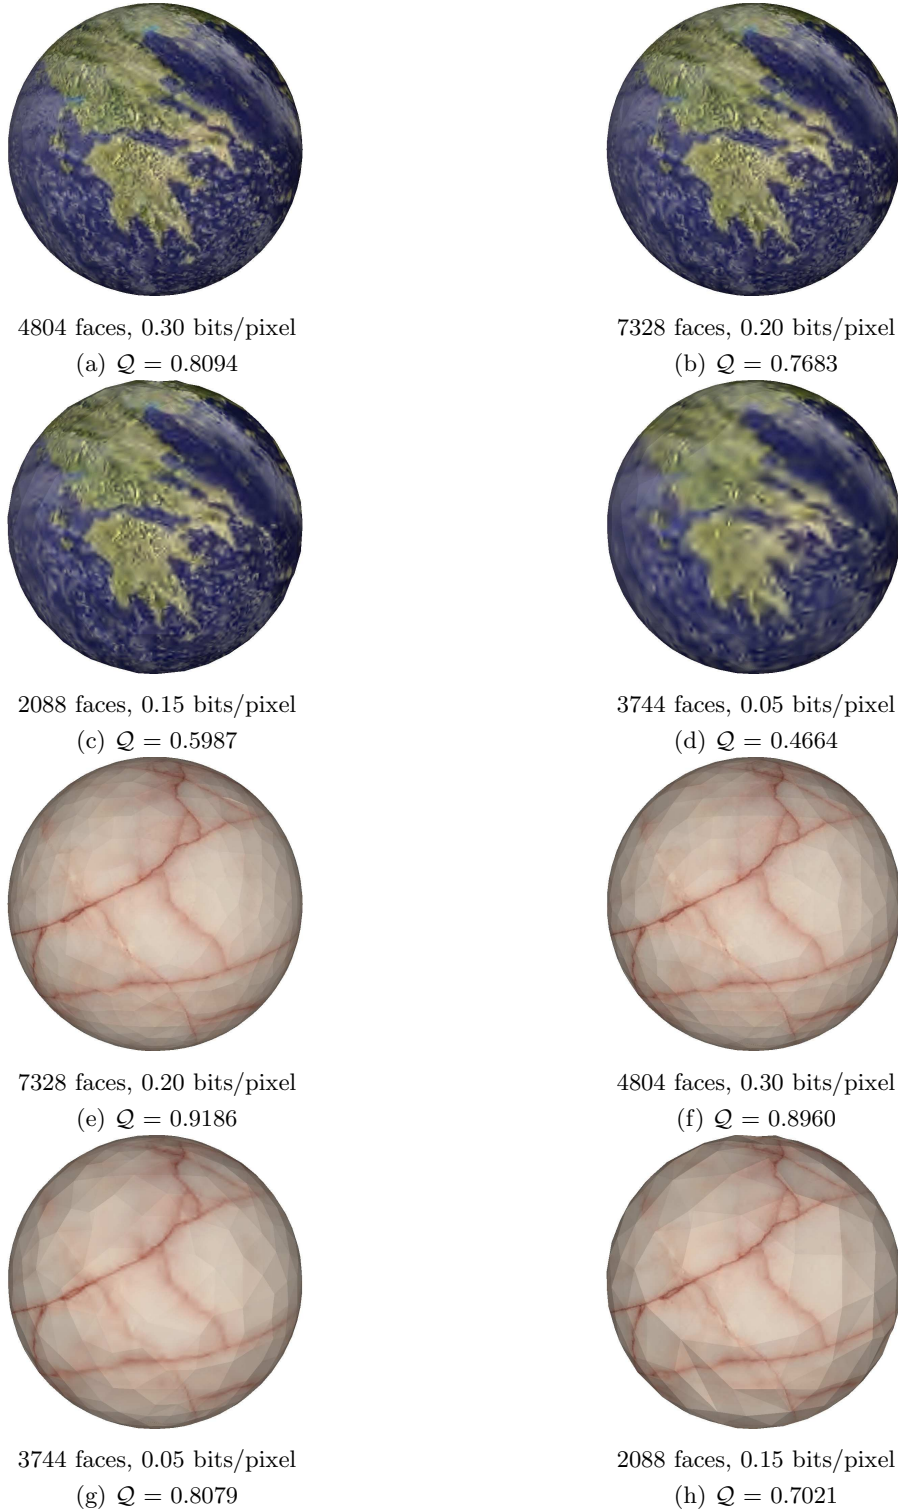 4804 faces, 0.30 bits/pixel
(a) 𝒬 = 0.8094
7328 faces, 0.20 bits/pixel
(b) 𝒬 = 0.7683
2088 faces, 0.15 bits/pixel
(c) 𝒬 = 0.5987
3744 faces, 0.05 bits/pixel
(d) 𝒬 = 0.4664
7328 faces, 0.20 bits/pixel
(e) 𝒬 = 0.9186
4804 faces, 0.30 bits/pixel
(f) 𝒬 = 0.8960
3744 faces, 0.05 bits/pixel
(g) 𝒬 = 0.8079
2088 faces, 0.15 bits/pixel
(h) 𝒬 = 0.7021